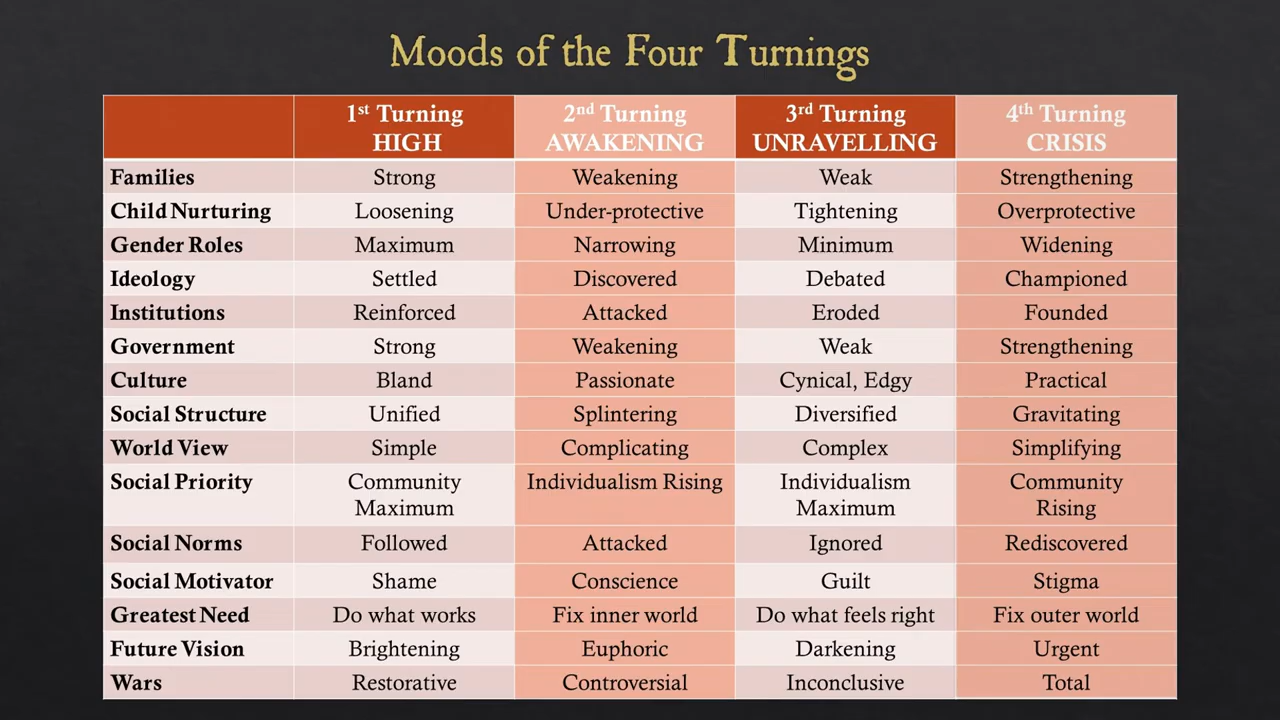 Moods of the Four Turnings
1st Turning HIGH 2nd Turning AWAKENING 3rd Turning UNRAVELLING 4th Turning CRISIS
Families Strong Weakening Weak Strengthening
Child Nurturing Loosening Under-protective Tightening Overprotective
Gender Roles Maximum Narrowing Minimum Widening
Ideology Settled Discovered Debated Championed
Institutions Reinforced Attacked Eroded Founded
Government Strong Weakening Weak Strengthening
Culture Bland Passionate Cynical, Edgy Practical
Social Structure Unified Splintering Diversified Gravitating
World View Simple Complicating Complex Simplifying
Social Priority Community Maximum Individualism Rising Individualism Maximum Community Rising
Social Norms Followed Attacked Ignored Rediscovered
Social Motivator Shame Conscience Guilt Stigma
Greatest Need Do what works Fix inner world Do what feels right Fix outer world
Future Vision Brightening Euphoric Darkening Urgent
Wars Restorative Controversial Inconclusive Total